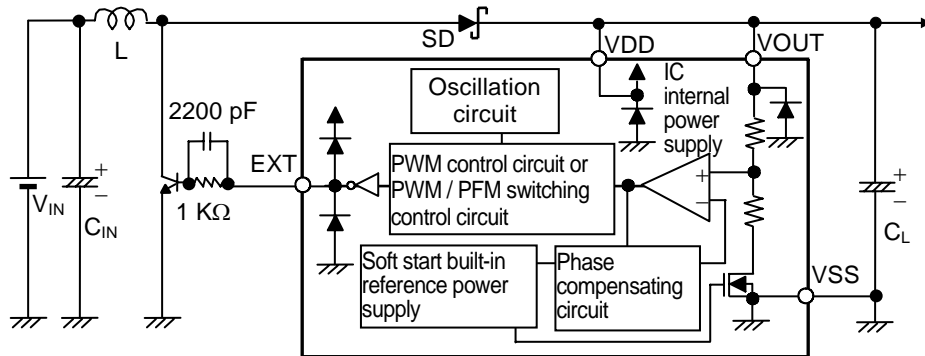 L
SD
VDD
VOUT
2200 pF
EXT
1 KΩ
VIN
CIN
Oscillation
circuit
IC
internal
power
supply
PWM control circuit or
PWM / PFM switching
control circuit
+
−
Soft start built-in
reference power
supply
Phase
compensating
circuit
VSS
+
−
CL
+
−